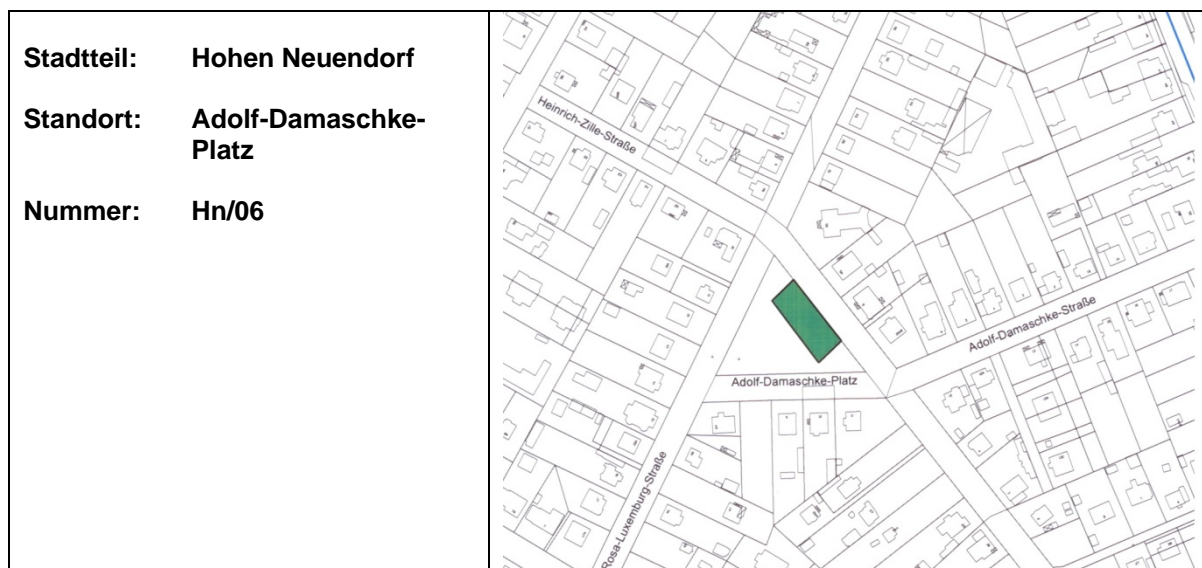 Stadtteil: Hohen Neuendorf
Standort: Adolf-Damaschke-
Platz
Nummer: Hn/06
Heinrich-Zille-Straße
Adolf-Damaschke-Straße
Adolf-Damaschke-Platz
Rosa-Luxemburg-Straße